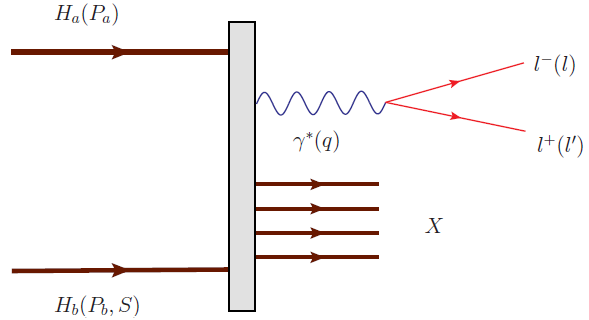 H_a(P_a)
l^-(l)
γ*(q)
l^+(l')
X
H_b(P_b, S)